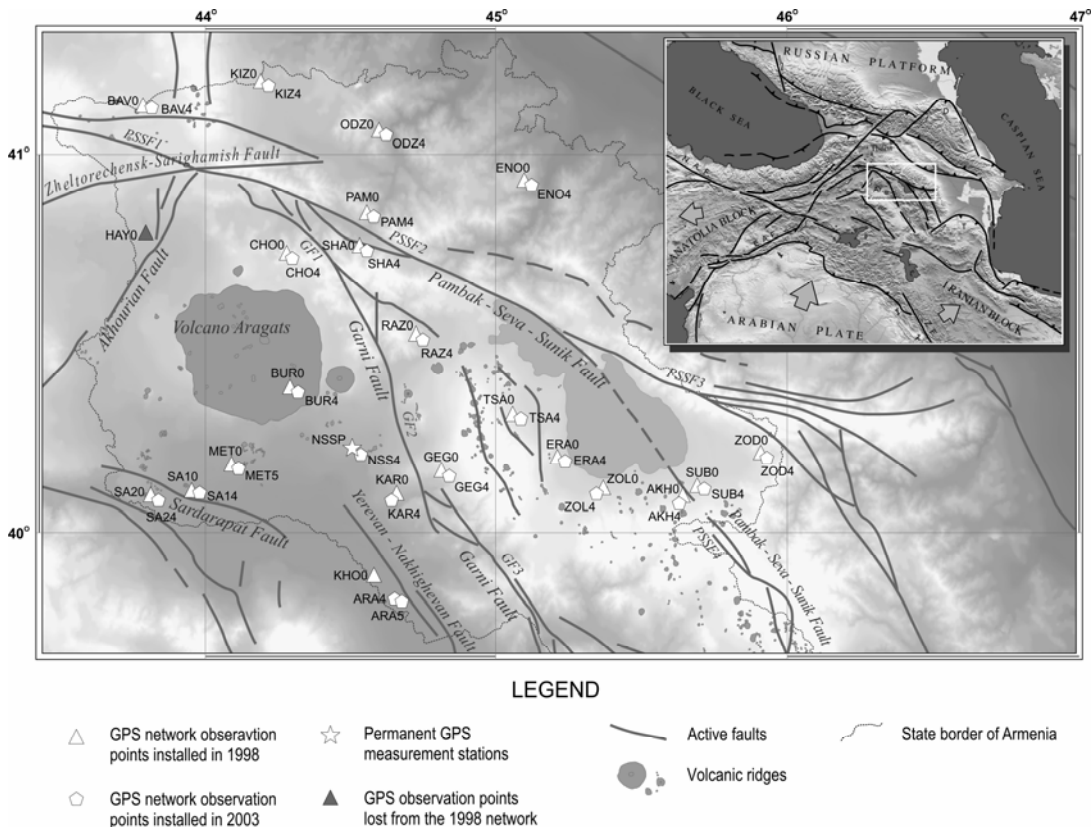 44°
45°
46°
47°
KIZ0
KIZ4
BAV0
BAV4
ODZ0
ODZ4
41°
PSSF1
Zheltorechensk-Sarighamish Fault
ENO0
ENO4
PAM0
PAM4
HAY0
CHO0
CHO4
GF1
SHA0
SHA4
PSSF2
Akhourian Fault
Pambak - Seva - Sunik Fault
Volcano Aragats
Garni Fault
RAZ0
RAZ4
PSSF3
BUR0
BUR4
GF2
TSA0
TSA4
NSSP
NSS4
MET0
MET5
GEG0
GEG4
ERA0
ERA4
ZOD0
ZOD4
SA10
SA14
SA20
SA24
KAR0
KAR4
ZOL0
ZOL4
AKH0
AKH4
SUB0
SUB4
40°
Sardarapat Fault
Yerevan - Nakhighevan Fault
Garni Fault
GF3
PSSF4
Pambak - Seva - Sunik Fault
KHO0
ARA4
ARA5
RUSSIAN PLATFORM
BLACK SEA
CASPIAN SEA
N.A.F.
ANATOLIA BLOCK
IRANIAN BLOCK
ARABIAN PLATE
LEGEND
GPS network obseravtion
points installed in 1998
Permanent GPS
measurement stations
Active faults
State border of Armenia
Volcanic ridges
GPS network observation
points installed in 2003
GPS observation points
lost from the 1998 network